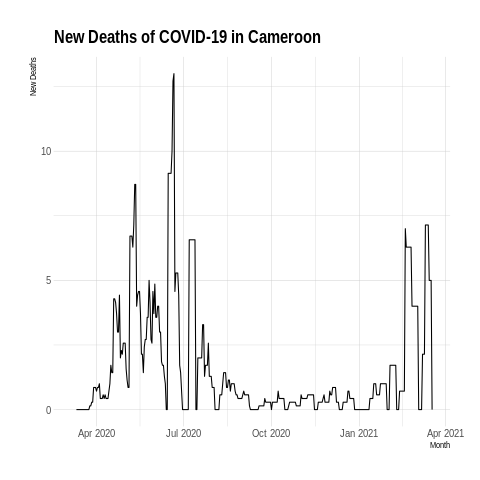 New Deaths of COVID-19 in Cameroon
New Deaths
10
5
0
Apr 2020 Jul 2020 Oct 2020 Jan 2021 Apr 2021
Month